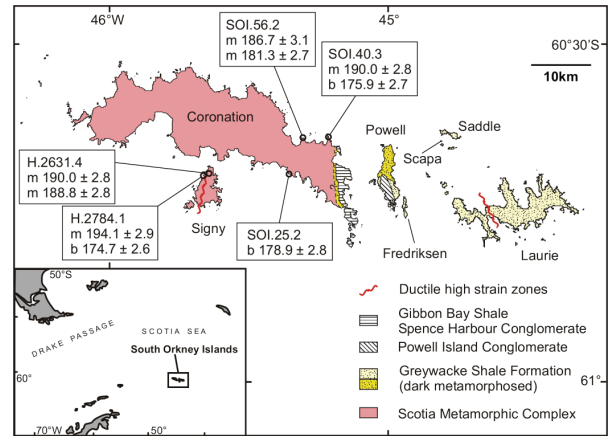 46°W
45°
60°30'S
10km
SOI.56.2
m 186.7 ± 3.1
m 181.3 ± 2.7
SOI.40.3
m 190.0 ± 2.8
b 175.9 ± 2.7
Coronation
Powell
Saddle
Scapa
H.2631.4
m 190.0 ± 2.8
m 188.8 ± 2.8
H.2784.1
m 194.1 ± 2.9
b 174.7 ± 2.6
Signy
SOI.25.2
b 178.9 ± 2.8
Fredriksen
Laurie
50°S
DRAKE PASSAGE
SCOTIA SEA
South Orkney Islands
60°
70°W
50°
Ductile high strain zones
Gibbon Bay Shale
Spence Harbour Conglomerate
Powell Island Conglomerate
Greywacke Shale Formation
(dark metamorphosed)
61°
Scotia Metamorphic Complex